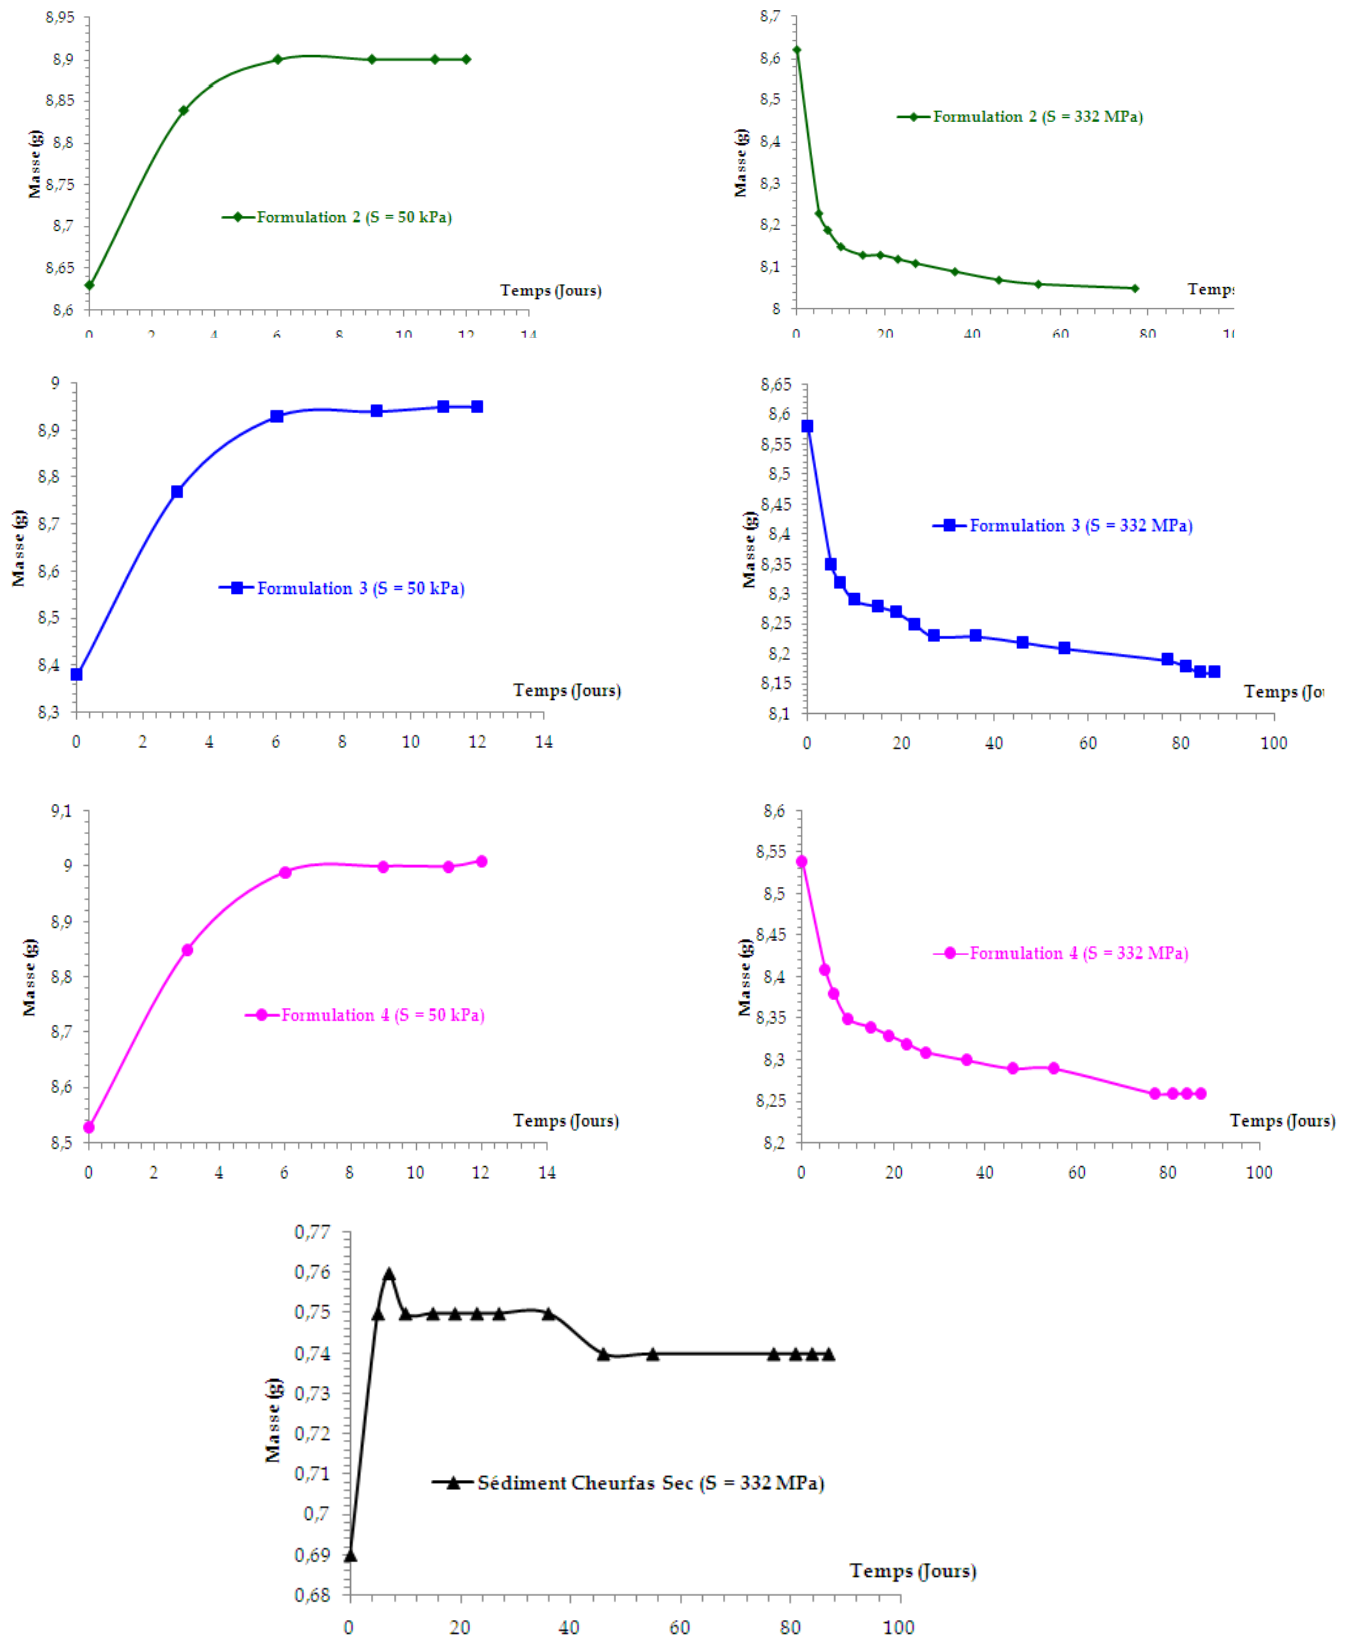 8,95
8,9
8,85
8,8
8,75
8,7
8,65
8,6
Masse (g)
Formulation 2 (S = 50 kPa)
Temps (Jours)
0 2 4 6 8 10 12 14
8,7
8,6
8,5
8,4
8,3
8,2
8,1
8
Masse (g)
Formulation 2 (S = 332 MPa)
Temps
0 20 40 60 80
9
8,9
8,8
8,7
8,6
8,5
8,4
8,3
Masse (g)
Formulation 3 (S = 50 kPa)
Temps (Jours)
0 2 4 6 8 10 12 14
8,65
8,6
8,55
8,5
8,45
8,4
8,35
8,3
8,25
8,2
8,15
8,1
Masse (g)
Formulation 3 (S = 332 MPa)
Temps (Jou
0 20 40 60 80 100
9,1
9
8,9
8,8
8,7
8,6
8,5
Masse (g)
Formulation 4 (S = 50 kPa)
Temps (Jours)
0 2 4 6 8 10 12 14
8,6
8,55
8,5
8,45
8,4
8,35
8,3
8,25
8,2
Masse (g)
Formulation 4 (S = 332 MPa)
Temps (Jours)
0 20 40 60 80 100
0,77
0,76
0,75
0,74
0,73
0,72
0,71
0,7
0,69
0,68
Masse (g)
Sédiment Cheurfas Sec (S = 332 MPa)
Temps (Jours)
0 20 40 60 80 100